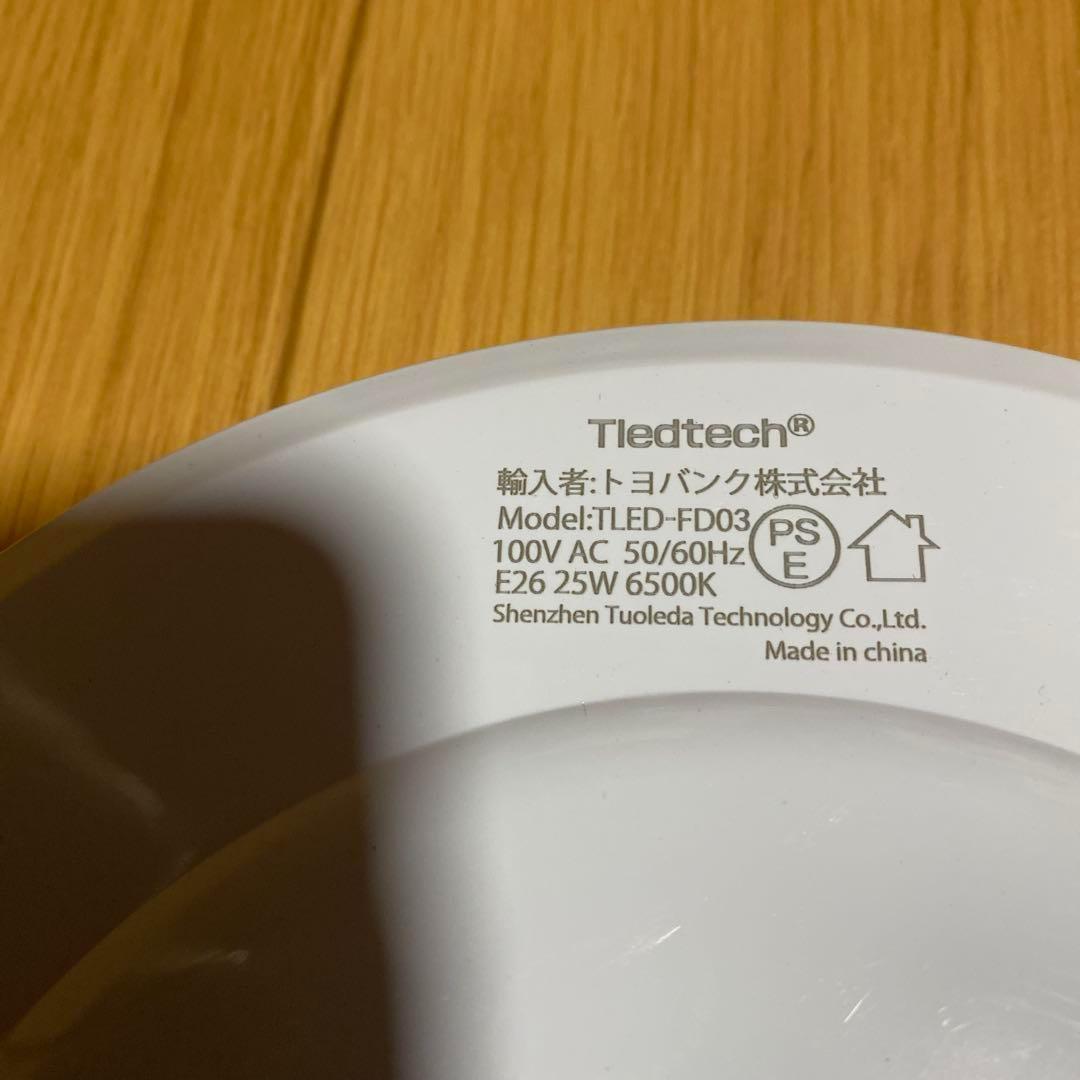 Tledtech®
輸入者:トヨバンク株式会社
Model:TLED-FD03
100V AC 50/60Hz
PS
E
E26 25W 6500K
Shenzhen Tuoleda Technology Co.,Ltd.
Made in china